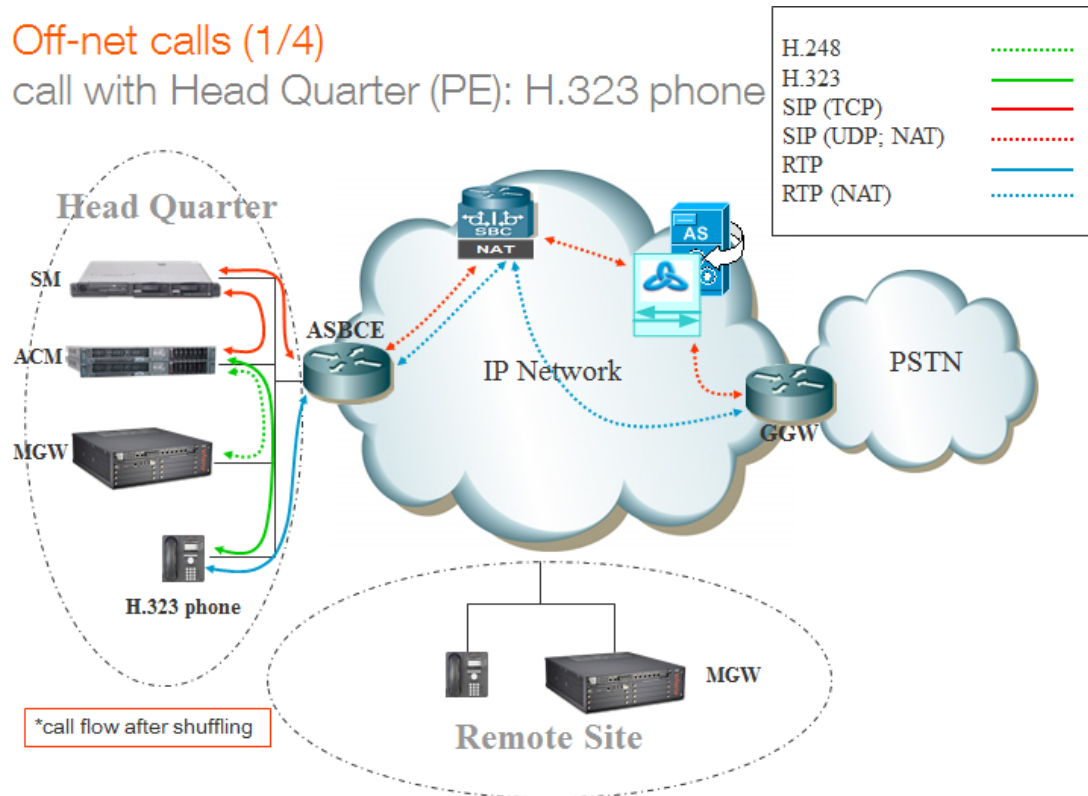 Off-net calls (1/4)
call with Head Quarter (PE): H.323 phone
H.248
H.323
SIP (TCP)
SIP (UDP; NAT)
RTP
RTP (NAT)
Head Quarter
SM
ACM
MGW
H.323 phone
ASBCE
SBC
NAT
AS
IP Network
GGW
PSTN
MGW
Remote Site
*call flow after shuffling